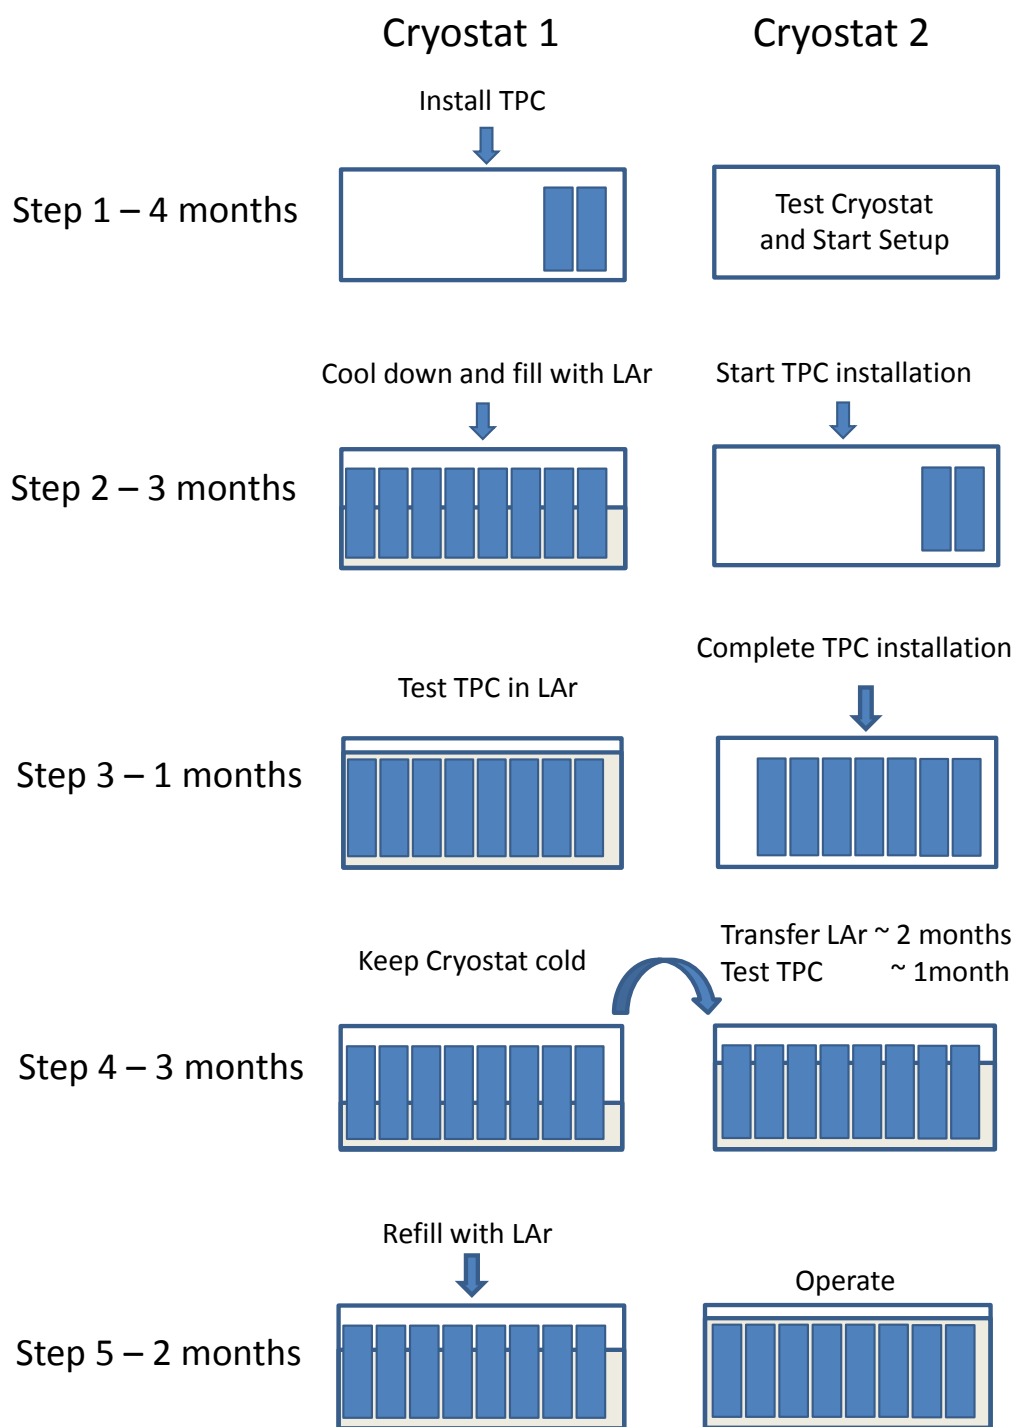 Cryostat 1
Cryostat 2
Install TPC
Step 1 – 4 months
Test Cryostat
and Start Setup
Cool down and fill with LAr
Start TPC installation
Step 2 – 3 months
Complete TPC installation
Test TPC in LAr
Step 3 – 1 months
Transfer LAr ~ 2 months
Keep Cryostat cold
Test TPC ~ 1month
Step 4 – 3 months
Refill with LAr
Operate
Step 5 – 2 months